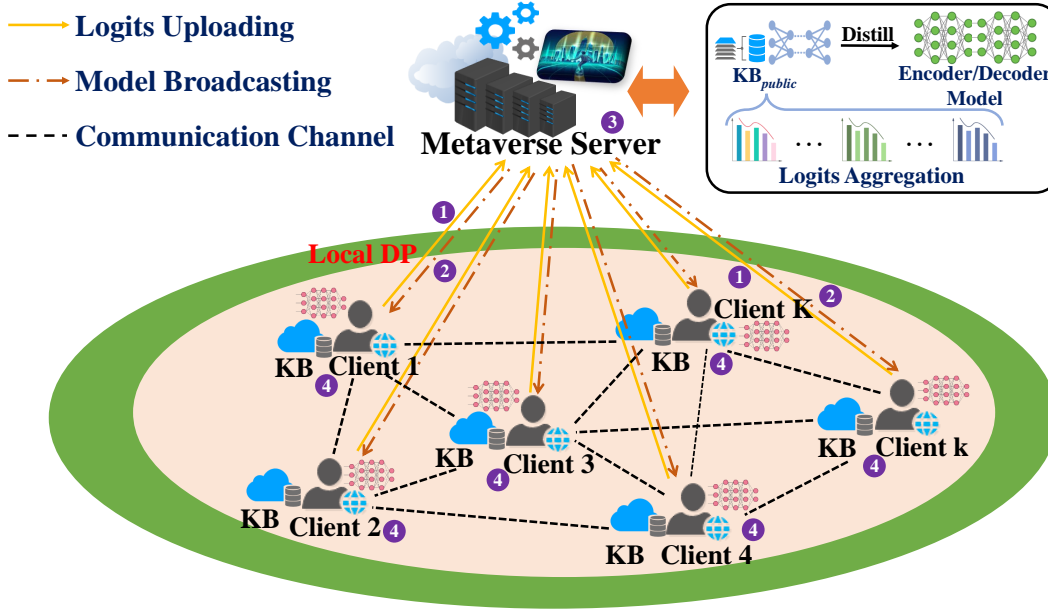 Logits Uploading
Model Broadcasting
Communication Channel
3
Metaverse Server
KB public
Distill
Encoder/Decoder
Model
... ...
Logits Aggregation
1
Local DP
2
1
2
KB
Client 1
4
Client K
KB
4
KB
Client 3
4
KB
Client k
4
KB
Client 2
4
KB
Client 4
4